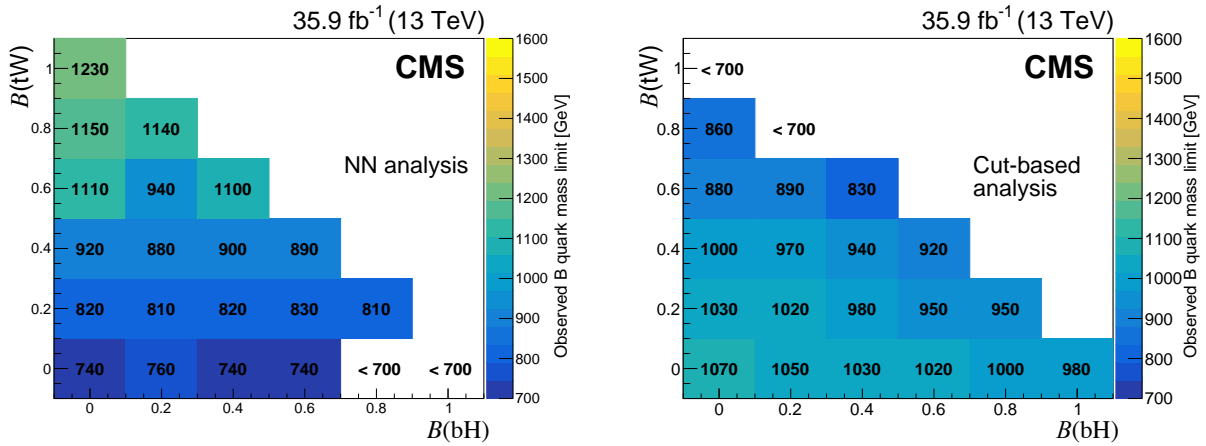 35.9 fb⁻¹ (13 TeV)
B(tW)
CMS
NN analysis
1
0.8
0.6
0.4
0.2
0
1230
1150 1140
1110 940 1100
920 880 900 890
820 810 820 830 810
740 760 740 740 < 700 < 700
0 0.2 0.4 0.6 0.8 1
B(bH)
1600
1500
1400
1300
1200
1100
1000
900
800
700
Observed B quark mass limit [GeV]
35.9 fb⁻¹ (13 TeV)
B(tW)
CMS
Cut-based
analysis
1
0.8
0.6
0.4
0.2
0
< 700
860 < 700
880 890 830
1000 970 940 920
1030 1020 980 950 950
1070 1050 1030 1020 1000 980
0 0.2 0.4 0.6 0.8 1
B(bH)
1600
1500
1400
1300
1200
1100
1000
900
800
700
Observed B quark mass limit [GeV]